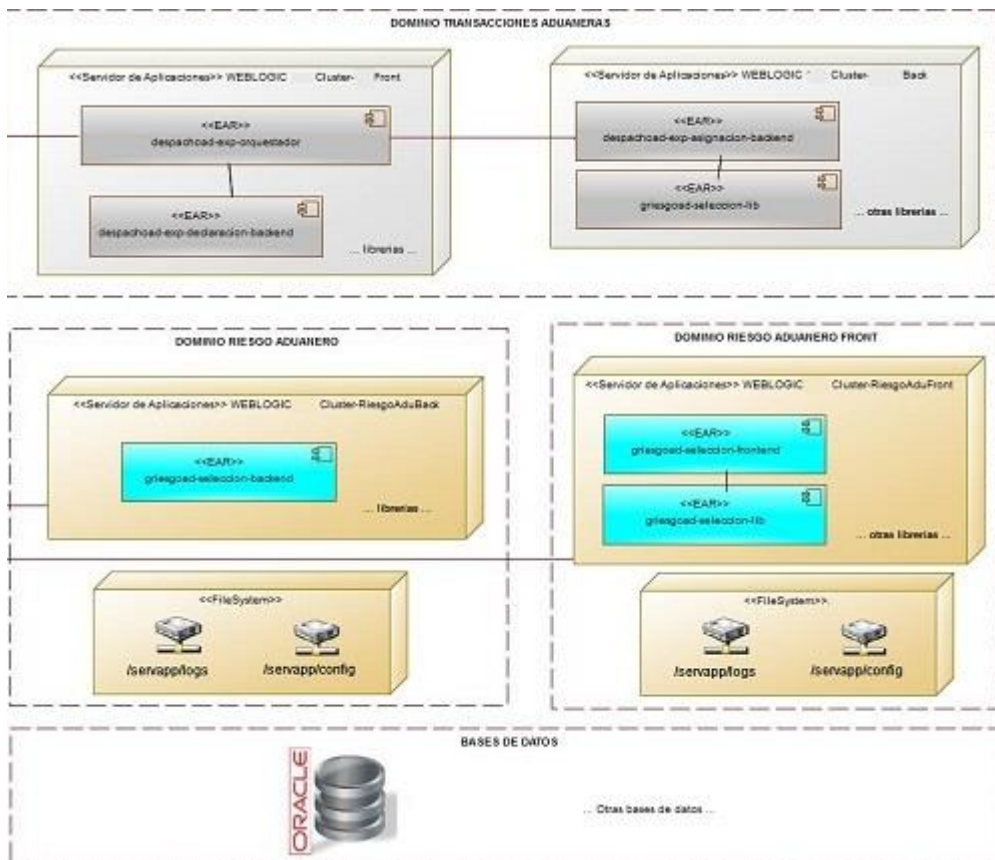 DOMINIO TRANSACCIONES ADUANERAS
<<Servidor de Aplicaciones>> WEBLOGIC Cluster- Front
<<EAR>>
despachoad-exp-orquestador
<<EAR>>
despachoad-exp-declaracion-backend
... librerias ...
<<Servidor de Aplicaciones>> WEBLOGIC Cluster- Back
<<EAR>>
despachoad-exp-asignacion-backend
<<EAR>>
griesgoad-seleccion-lib
... otras librerias ...
DOMINIO RIESGO ADUANERO
<<Servidor de Aplicaciones>> WEBLOGIC Cluster-RiesgoAduBack
<<EAR>>
griesgoad-seleccion-backend
... librerias ...
<<FileSystem>>
/servapp/logs
/servapp/config
DOMINIO RIESGO ADUANERO FRONT
<<Servidor de Aplicaciones>> WEBLOGIC Cluster-RiesgoAduFront
<<EAR>>
griesgoad-seleccion-frontend
<<EAR>>
griesgoad-seleccion-lib
... otras librerias ...
<<FileSystem>>
/servapp/logs
/servapp/config
BASES DE DATOS
ORACLE
... Otras bases de datos ...